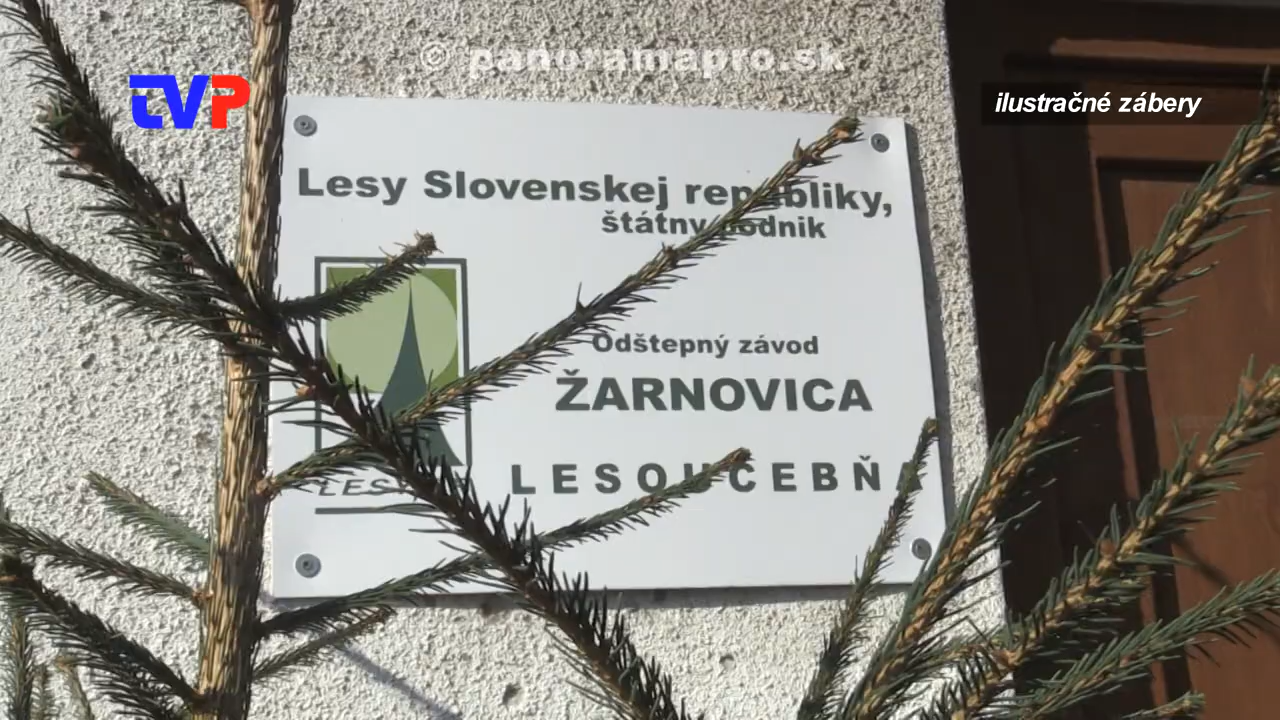 © panoramapro.sk
TVP
ilustračné zábery
Lesy Slovenskej republiky,
štátny podnik
Odštepný závod
ŽARNOVICA
LESOUČEBŇA